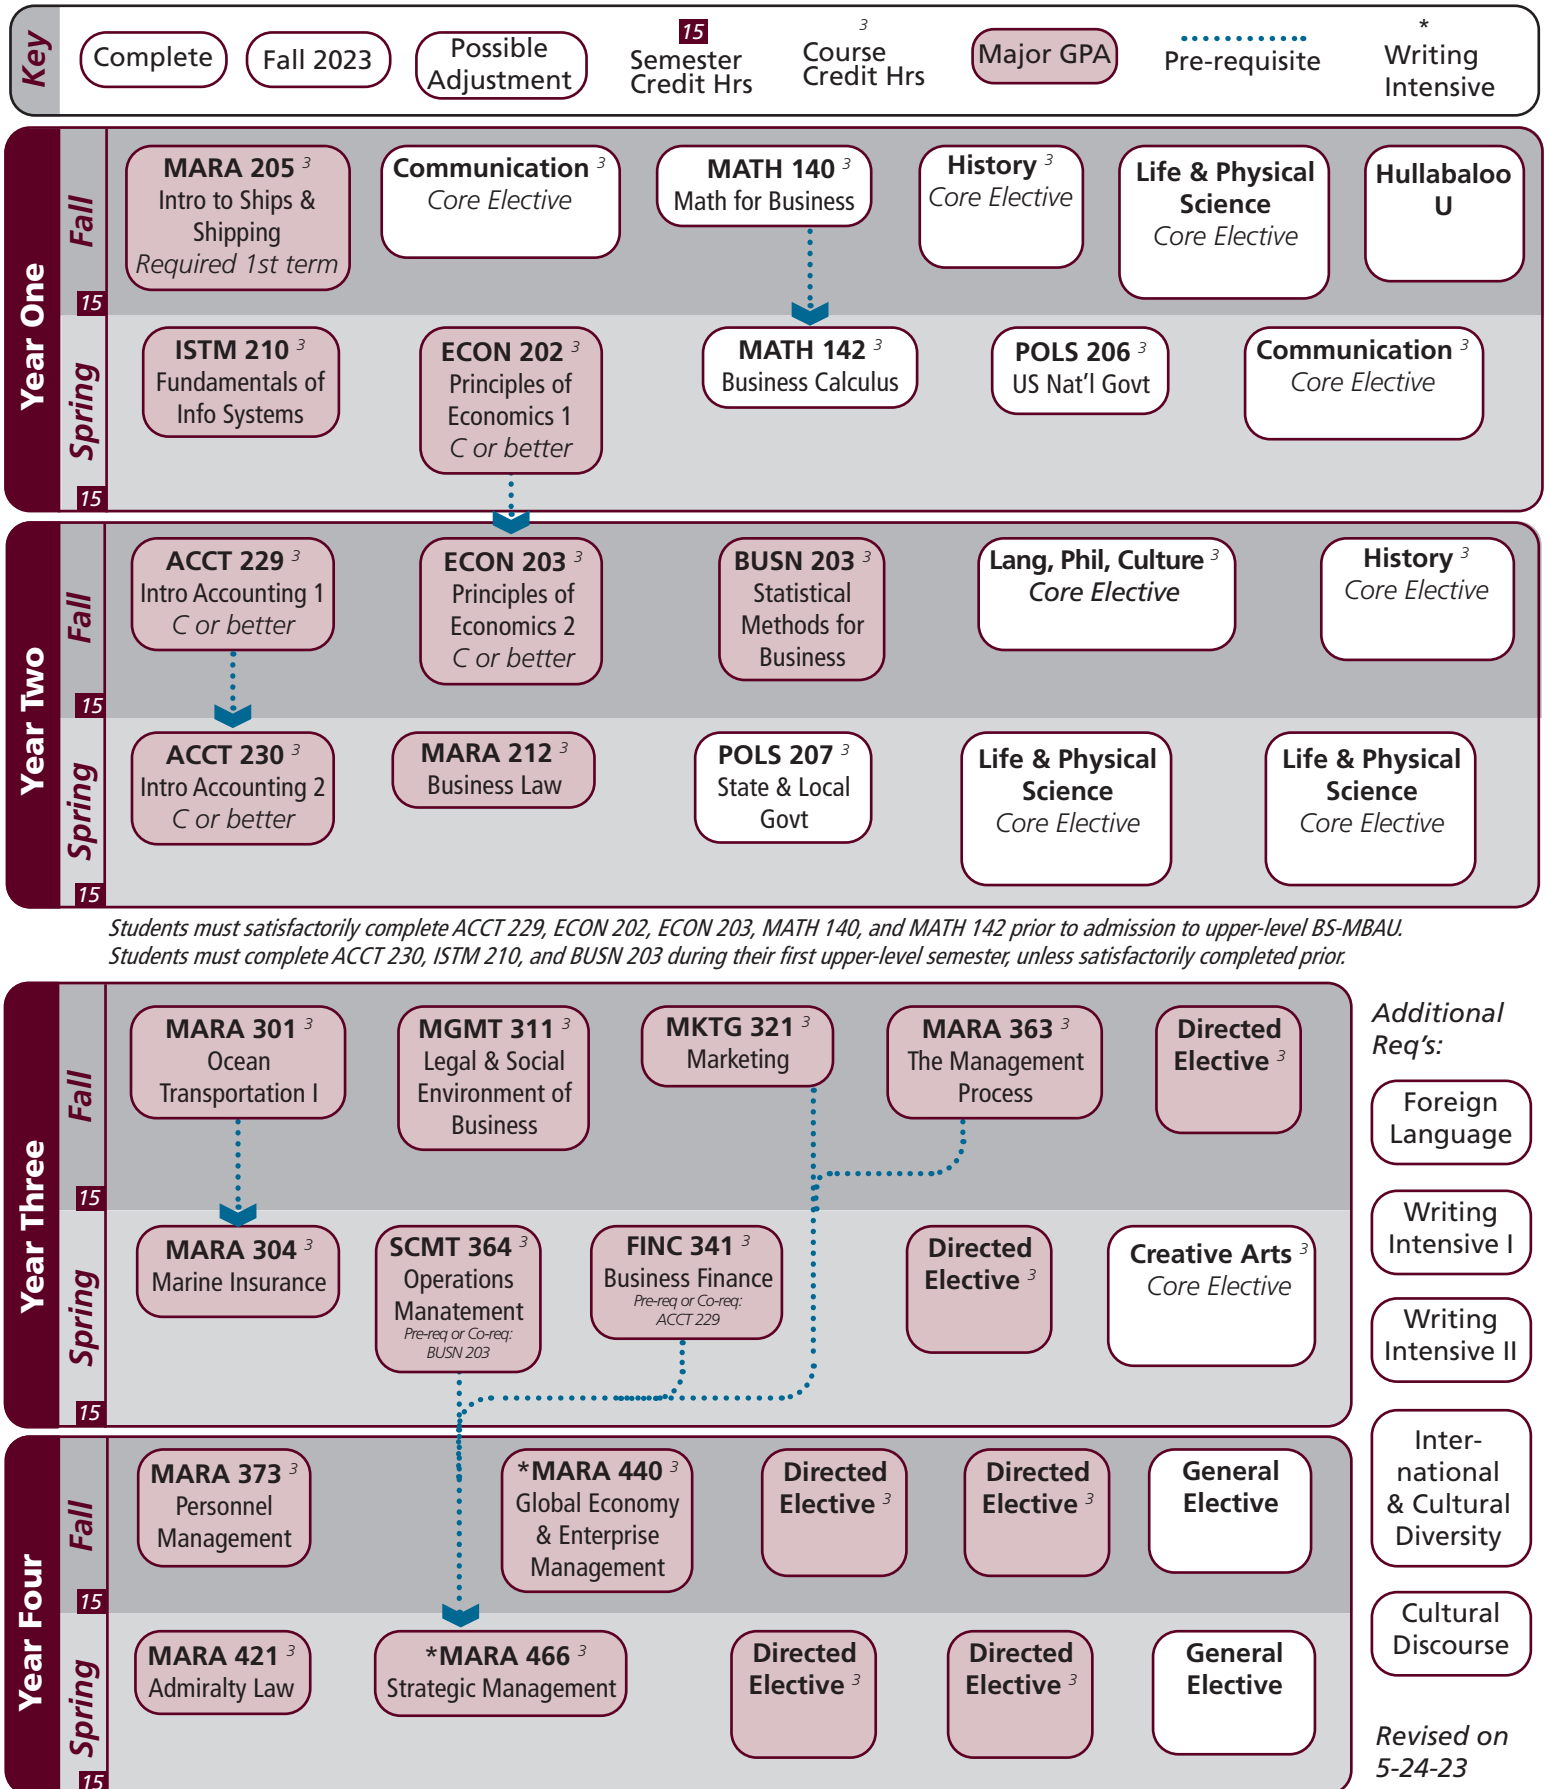 Key
Complete
Fall 2023
Possible
Adjustment
15
Semester
Credit Hrs
3
Course
Credit Hrs
Major GPA
Pre-requisite
*
Writing
Intensive
Year One
Fall
15
MARA 205 3
Intro to Ships &
Shipping
Required 1st term
Communication 3
Core Elective
MATH 140 3
Math for Business
History 3
Core Elective
Life & Physical
Science
Core Elective
Hullabaloo
U
Spring
15
ISTM 210 3
Fundamentals of
Info Systems
ECON 202 3
Principles of
Economics 1
C or better
MATH 142 3
Business Calculus
POLS 206 3
US Nat'l Govt
Communication 3
Core Elective
Year Two
Fall
15
ACCT 229 3
Intro Accounting 1
C or better
ECON 203 3
Principles of
Economics 2
C or better
BUSN 203 3
Statistical
Methods for
Business
Lang, Phil, Culture 3
Core Elective
History 3
Core Elective
Spring
15
ACCT 230 3
Intro Accounting 2
C or better
MARA 212 3
Business Law
POLS 207 3
State & Local
Govt
Life & Physical
Science
Core Elective
Life & Physical
Science
Core Elective
Students must satisfactorily complete ACCT 229, ECON 202, ECON 203, MATH 140, and MATH 142 prior to admission to upper-level BS-MBAU.
Students must complete ACCT 230, ISTM 210, and BUSN 203 during their first upper-level semester, unless satisfactorily completed prior.
Year Three
Fall
15
MARA 301 3
Ocean
Transportation I
MGMT 311 3
Legal & Social
Environment of
Business
MKTG 321 3
Marketing
MARA 363 3
The Management
Process
Directed
Elective 3
Spring
15
MARA 304 3
Marine Insurance
SCMT 364 3
Operations
Manatement
Pre-req or Co-req:
BUSN 203
FINC 341 3
Business Finance
Pre-req or Co-req:
ACCT 229
Directed
Elective 3
Creative Arts 3
Core Elective
Year Four
Fall
15
MARA 373 3
Personnel
Management
*MARA 440 3
Global Economy
& Enterprise
Management
Directed
Elective 3
Directed
Elective 3
General
Elective
Spring
15
MARA 421 3
Admiralty Law
*MARA 466 3
Strategic Management
Directed
Elective 3
Directed
Elective 3
General
Elective
Additional
Req's:
Foreign
Language
Writing
Intensive I
Writing
Intensive II
Inter-
national
& Cultural
Diversity
Cultural
Discourse
Revised on
5-24-23